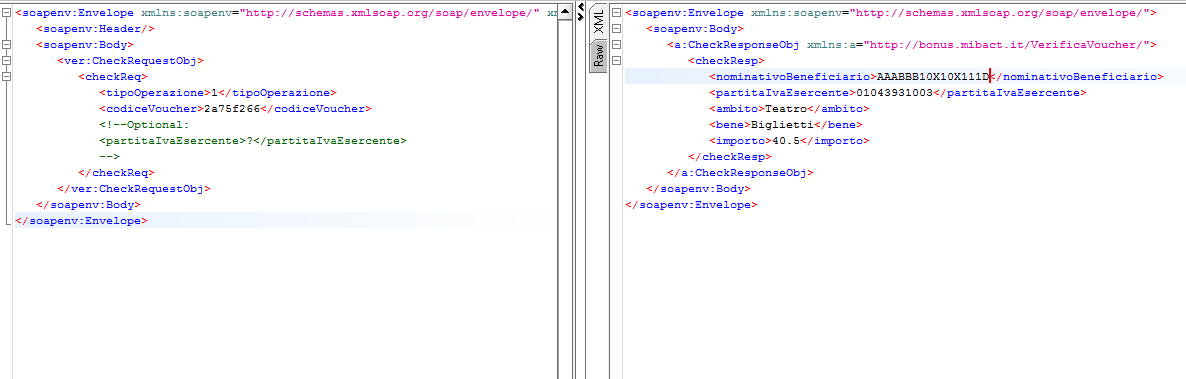 <soapenv:Envelope xmlns:soapenv="http://schemas.xmlsoap.org/soap/envelope/"
<soapenv:Header/>
<soapenv:Body>
<ver:CheckRequestObj>
<checkReq>
<tipoOperazione>1</tipoOperazione>
<codiceVoucher>2a75f266</codiceVoucher>
<!--Optional:
<partitaIvaEsercente>?</partitaIvaEsercente>
-->
</checkReq>
</ver:CheckRequestObj>
</soapenv:Body>
</soapenv:Envelope>
XML
Raw
<soapenv:Envelope xmlns:soapenv="http://schemas.xmlsoap.org/soap/envelope/">
<soapenv:Body>
<a:CheckResponseObj xmlns:a="http://bonus.mibact.it/VerificaVoucher/">
<checkResp>
<nominativoBeneficiario>AAABBB10X10X111D</nominativoBeneficiario>
<partitaIvaEsercente>01043931003</partitaIvaEsercente>
<ambito>Teatro</ambito>
<bene>Biglietti</bene>
<importo>40.5</importo>
</checkResp>
</a:CheckResponseObj>
</soapenv:Body>
</soapenv:Envelope>